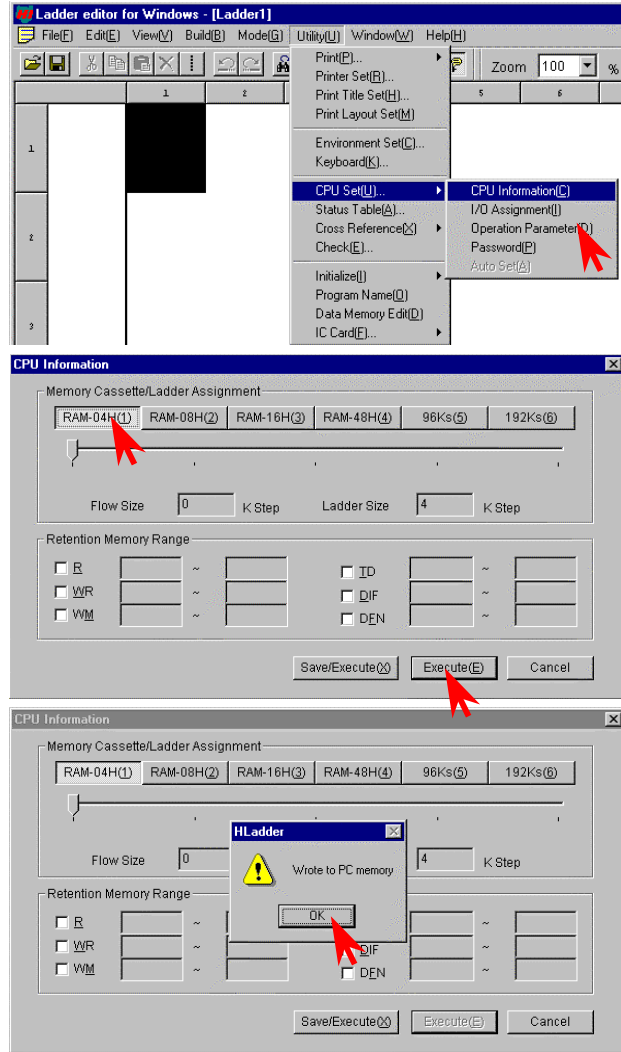 Ladder editor for Windows - [Ladder1]
File(F) Edit(E) View(V) Build(B) Mode(G) Utility(U) Window(W) Help(H)
Zoom 100 %
1 2 5 6
1
2
3
Print(P)...
Printer Set(R)...
Print Title Set(H)...
Print Layout Set(M)
Environment Set(C)...
Keyboard(K)...
CPU Set(U)...
Status Table(A)...
Cross Reference(X)
Check(E)...
Initialize(I)
Program Name(O)
Data Memory Edit(D)
IC Card(F)...
CPU Information(C)
I/O Assignment(I)
Operation Parameter(P)
Password(P)
Auto Set(A)
CPU Information
Memory Cassette/Ladder Assignment
RAM-04H(1) RAM-08H(2) RAM-16H(3) RAM-48H(4) 96Ks(5) 192Ks(6)
Flow Size 0 K Step Ladder Size 4 K Step
Retention Memory Range
R ~ TD ~
WR ~ DIF ~
WM ~ DFN ~
Save/Execute(X) Execute(E) Cancel
CPU Information
Memory Cassette/Ladder Assignment
RAM-04H(1) RAM-08H(2) RAM-16H(3) RAM-48H(4) 96Ks(5) 192Ks(6)
HLadder
Wrote to PC memory
OK
Flow Size 0 4 K Step
Retention Memory Range
R ~ ~
WR ~ DIF ~
WM ~ DFN ~
Save/Execute(X) Execute(E) Cancel